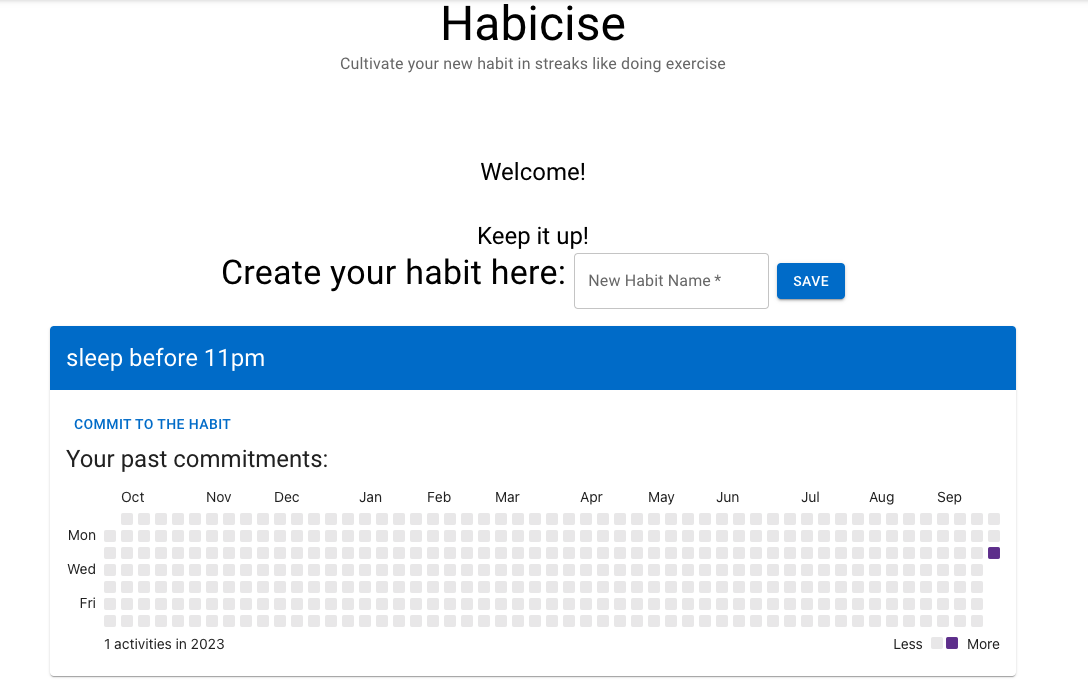 Habicise
Cultivate your new habit in streaks like doing exercise
Welcome!
Keep it up!
Create your habit here: New Habit Name * SAVE
sleep before 11pm
COMMIT TO THE HABIT
Your past commitments:
Oct Nov Dec Jan Feb Mar Apr May Jun Jul Aug Sep
Mon
Wed
Fri
1 activities in 2023 Less More